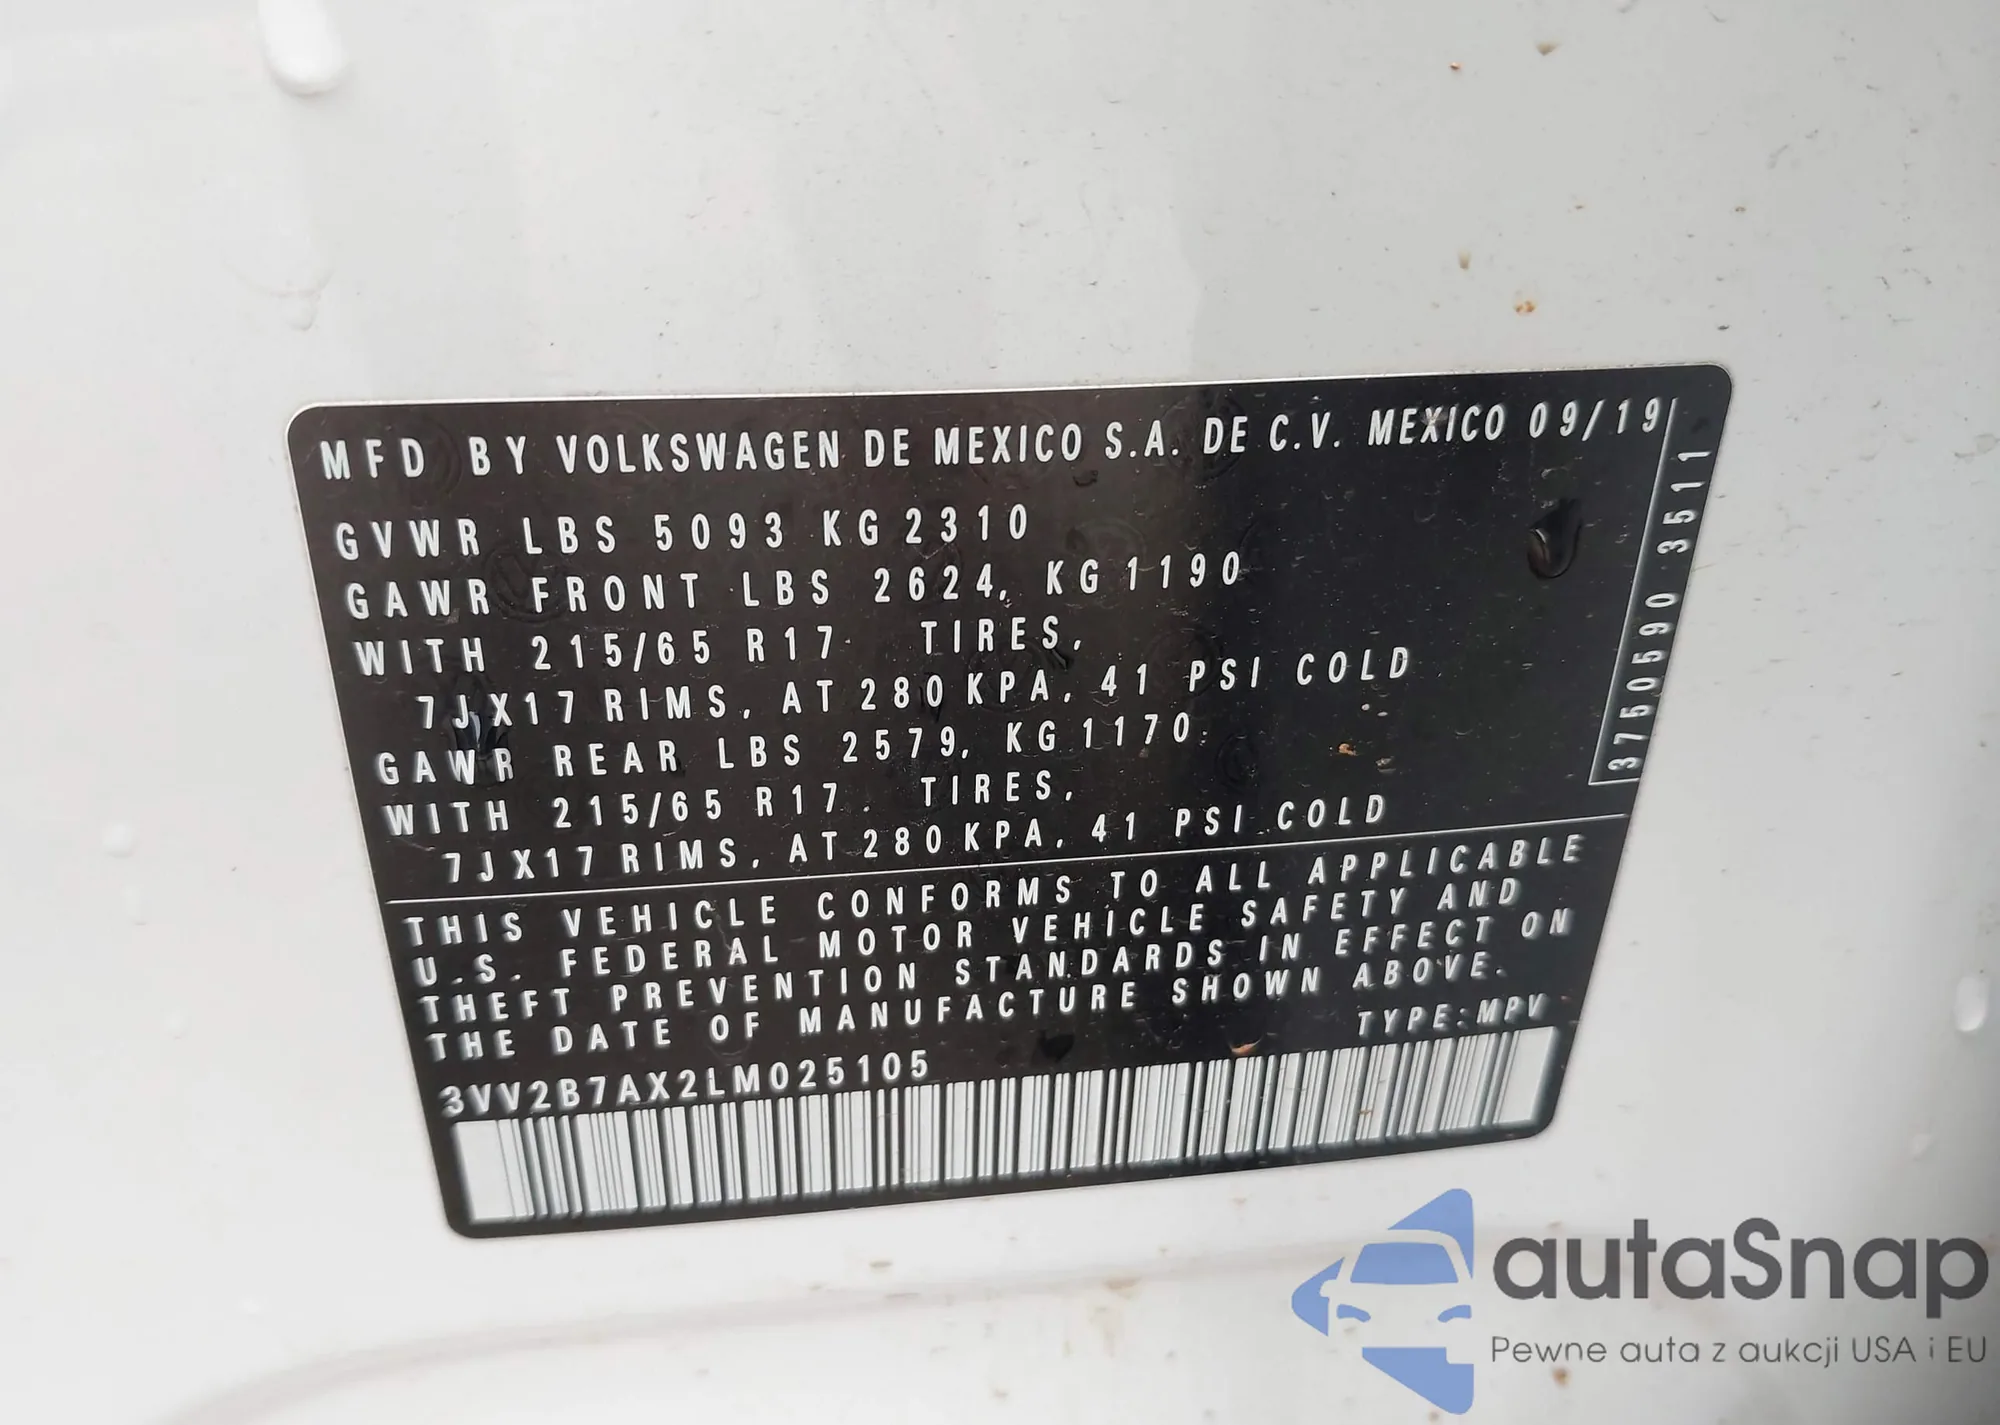 MFD BY VOLKSWAGEN DE MEXICO S.A. DE C.V. MEXICO 09/19
GVWR LBS 5093 KG 2310
GAWR FRONT LBS 2624, KG 1190
WITH 215/65 R17 TIRES,
7JX17 RIMS, AT 280 KPA, 41 PSI COLD
GAWR REAR LBS 2579, KG 1170
WITH 215/65 R17. TIRES,
7JX17 RIMS, AT 280 KPA, 41 PSI COLD
3750590 3511
THIS VEHICLE CONFORMS TO ALL APPLICABLE
U.S. FEDERAL MOTOR VEHICLE SAFETY AND
THEFT PREVENTION STANDARDS IN EFFECT ON
THE DATE OF MANUFACTURE SHOWN ABOVE.
3VV2B7AX2LM025105 TYPE:MPV
autaSnap
Pewne auta z aukcji USA i EU